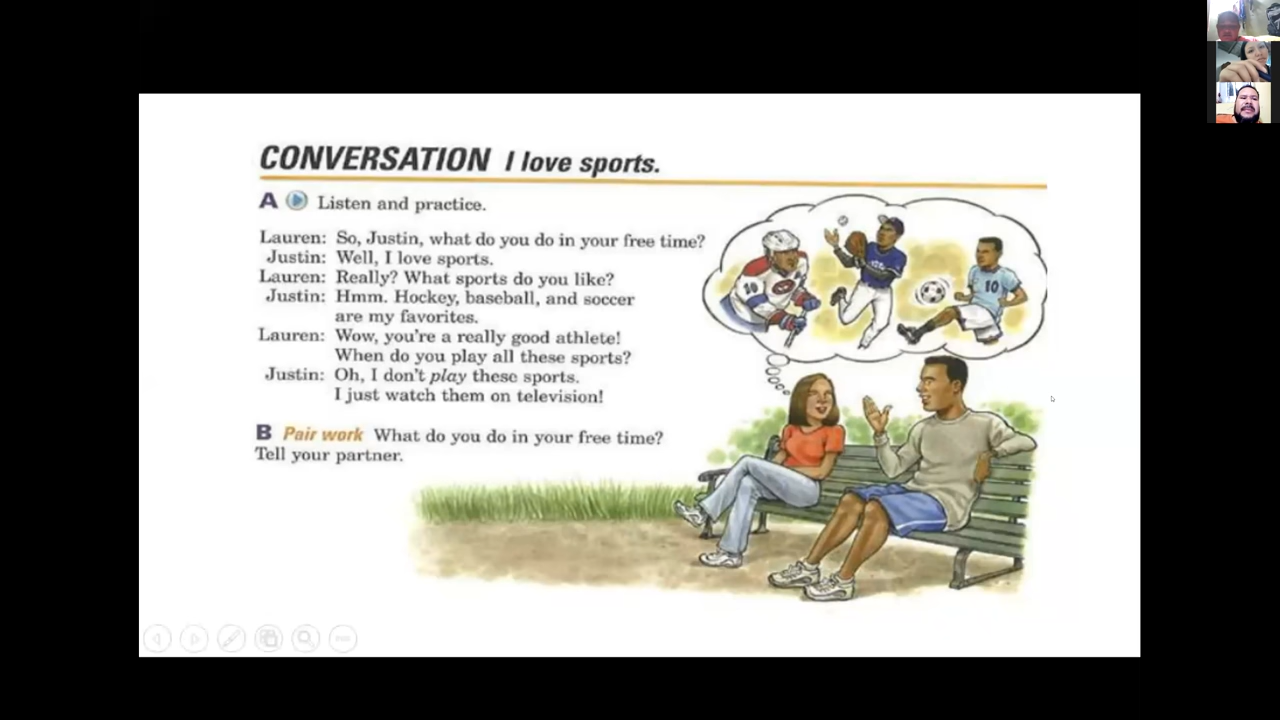 CONVERSATION I love sports.
A Listen and practice.
Lauren: So, Justin, what do you do in your free time?
Justin: Well, I love sports.
Lauren: Really? What sports do you like?
Justin: Hmm. Hockey, baseball, and soccer
are my favorites.
Lauren: Wow, you're a really good athlete!
When do you play all these sports?
Justin: Oh, I don't play these sports.
I just watch them on television!
B Pair work What do you do in your free time?
Tell your partner.
10